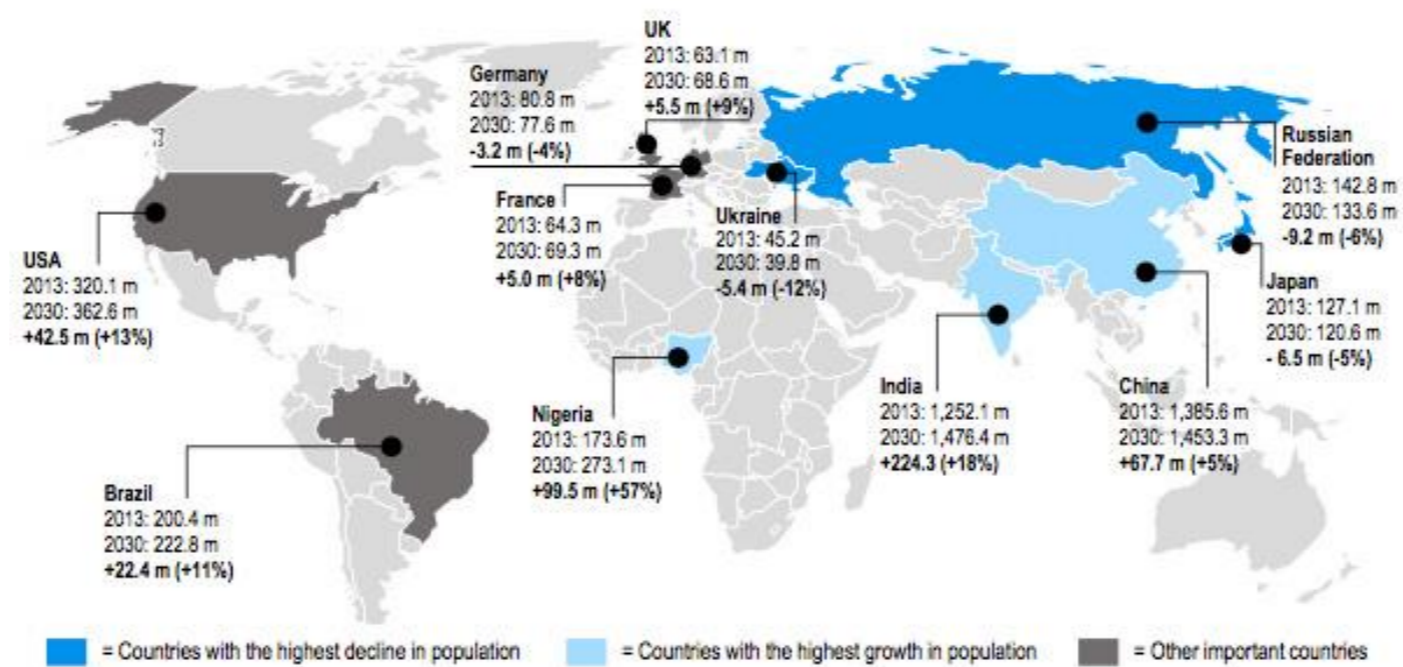 UK
2013: 63.1 m
2030: 68.6 m
+5.5 m (+9%)
Germany
2013: 80.8 m
2030: 77.6 m
-3.2 m (-4%)
Russian
Federation
2013: 142.8 m
2030: 133.6 m
-9.2 m (-6%)
France
2013: 64.3 m
2030: 69.3 m
+5.0 m (+8%)
Ukraine
2013: 45.2 m
2030: 39.8 m
-5.4 m (-12%)
USA
2013: 320.1 m
2030: 362.6 m
+42.5 m (+13%)
Japan
2013: 127.1 m
2030: 120.6 m
- 6.5 m (-5%)
Nigeria
2013: 173.6 m
2030: 273.1 m
+99.5 m (+57%)
India
2013: 1,252.1 m
2030: 1,476.4 m
+224.3 (+18%)
China
2013: 1,385.6 m
2030: 1,453.3 m
+67.7 m (+5%)
Brazil
2013: 200.4 m
2030: 222.8 m
+22.4 m (+11%)
= Countries with the highest decline in population
= Countries with the highest growth in population
= Other important countries